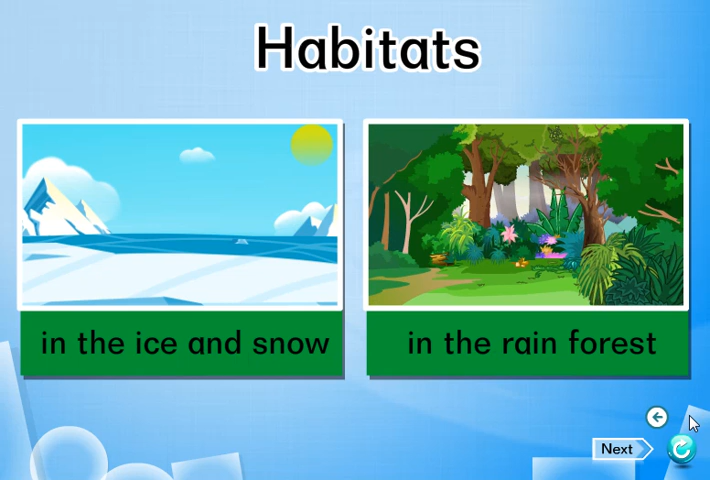 Habitats
in the ice and snow
in the rain forest
Next